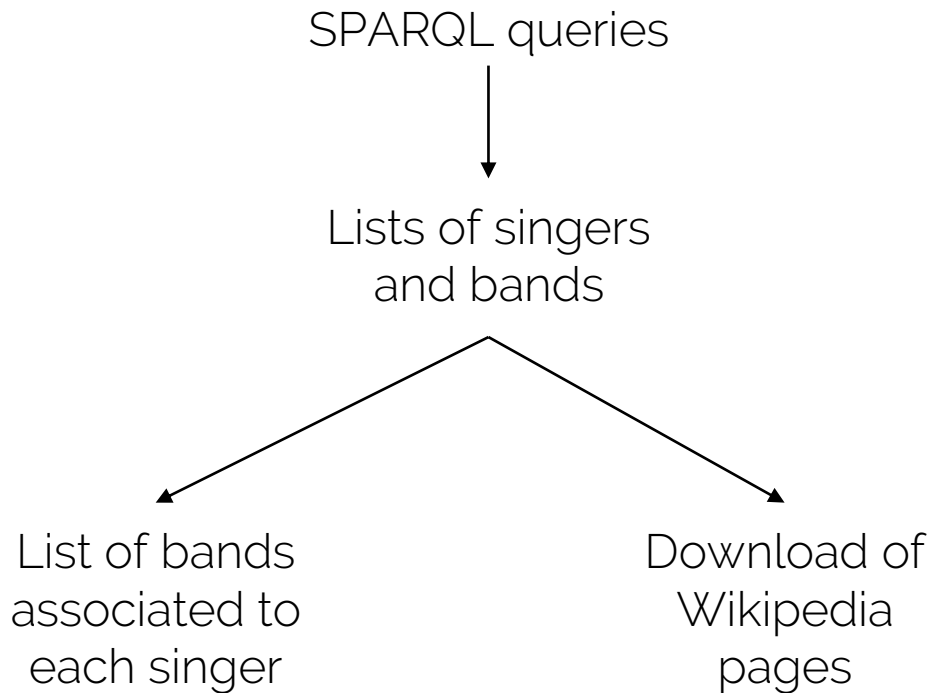 SPARQL queries
Lists of singers
and bands
List of bands
associated to
each singer
Download of
Wikipedia
pages